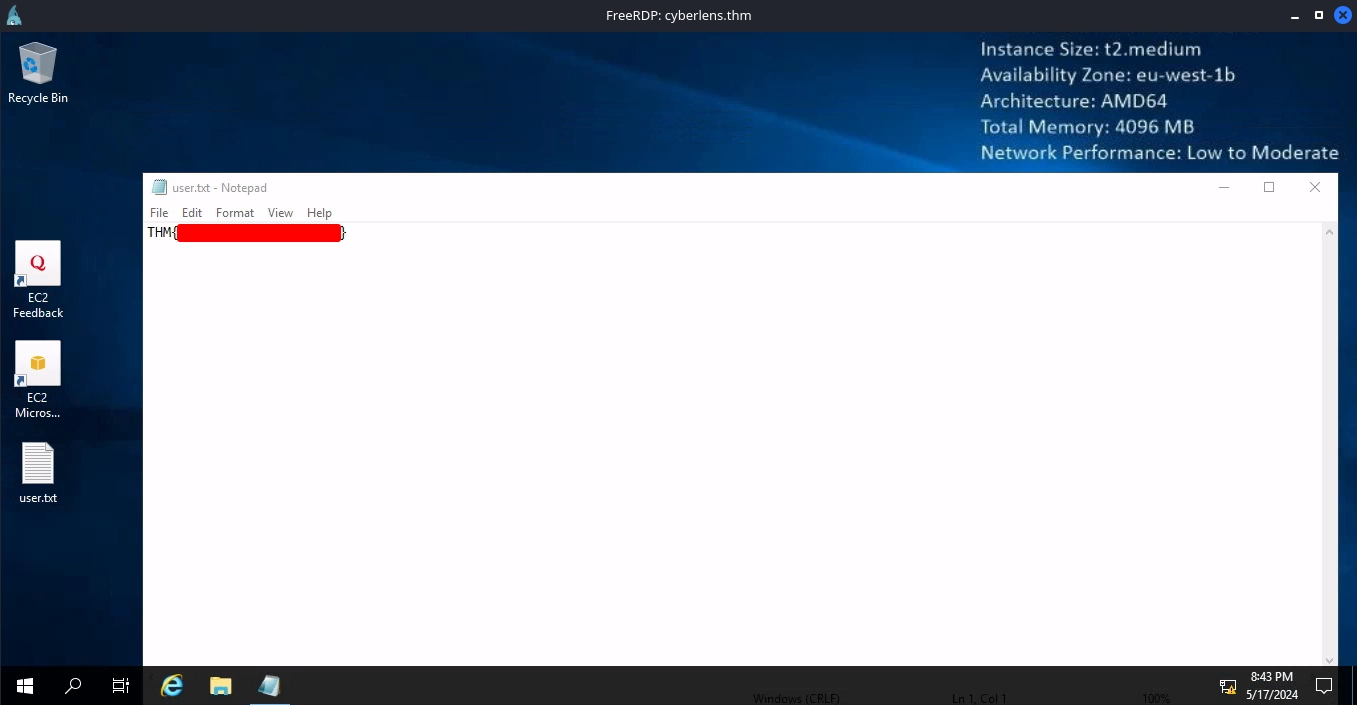 FreeRDP: cyberlens.thm
Instance Size: t2.medium
Availability Zone: eu-west-1b
Architecture: AMD64
Total Memory: 4096 MB
Network Performance: Low to Moderate
Recycle Bin
user.txt - Notepad
File Edit Format View Help
THM{ }
EC2
Feedback
EC2
Micros...
user.txt
Windows (CRLF) Ln 1, Col 1 100%
8:43 PM
5/17/2024